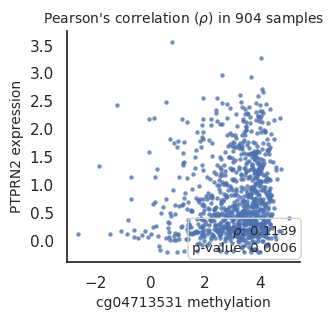 Pearson's correlation (ρ) in 904 samples
3.5
3.0
2.5
2.0
1.5
1.0
0.5
0.0
PTPRN2 expression
ρ: 0.1139
p-value: 0.0006
−2
0
2
4
cg04713531 methylation